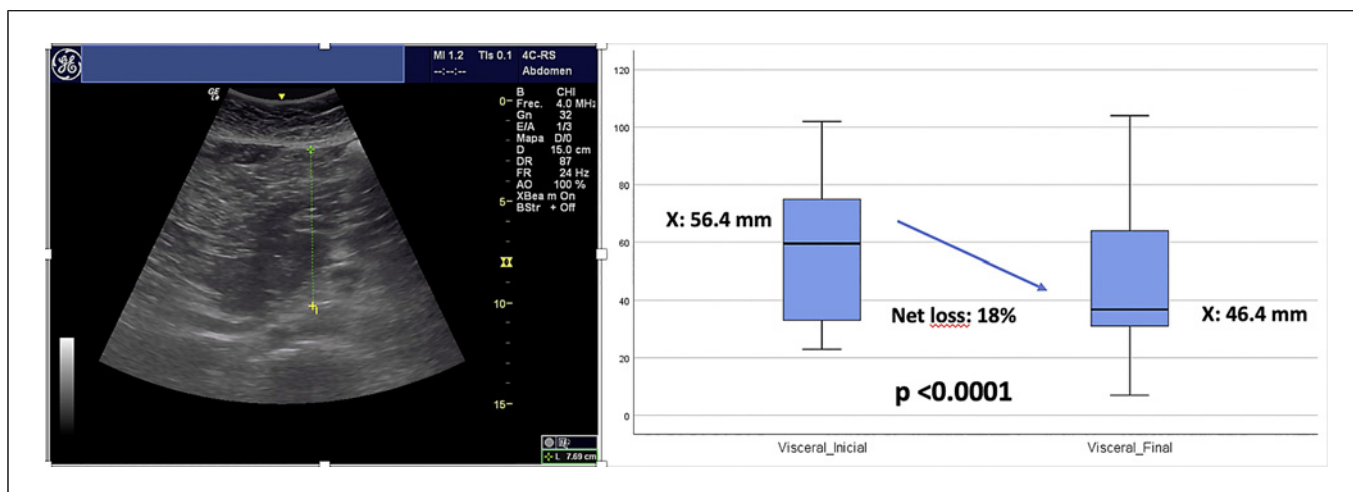 MI 1.2 TIs 0.1 4C-RS
--:--:-- Abdomen
B CHI
Frec. 4.0 MHz
Gn 32
E/A 1/3
Mapa D/0
D 15.0 cm
DR 87
FR 24 Hz
AO 100 %
XBeam On
BStr + Off
0
5
10
15
L 7.69 cm
120
100
80
60
40
20
0
X: 56.4 mm
Net loss: 18%
X: 46.4 mm
p <0.0001
Visceral_Inicial
Visceral_Final